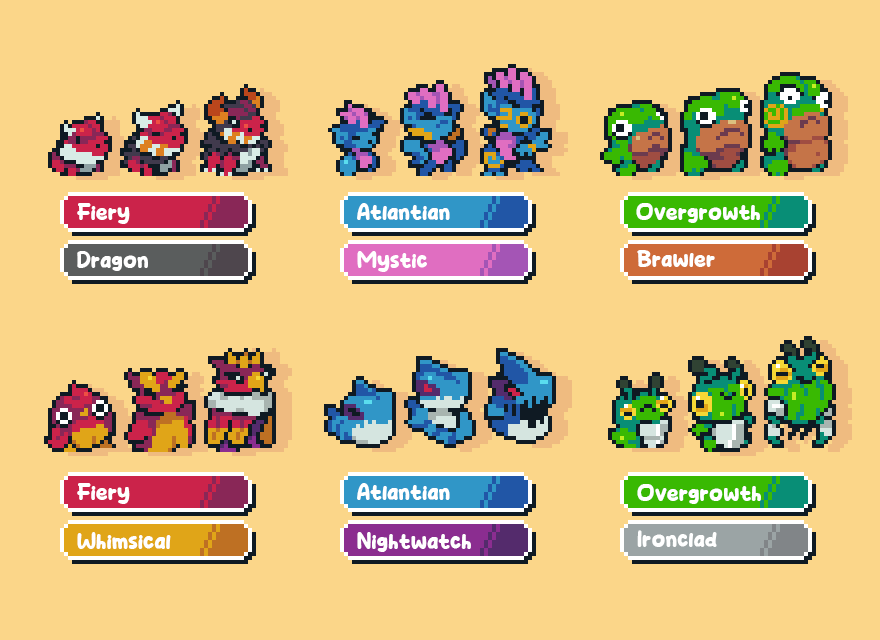 Fiery
Dragon
Atlantian
Mystic
Overgrowth
Brawler
Fiery
Whimsical
Atlantian
Nightwatch
Overgrowth
Ironclad